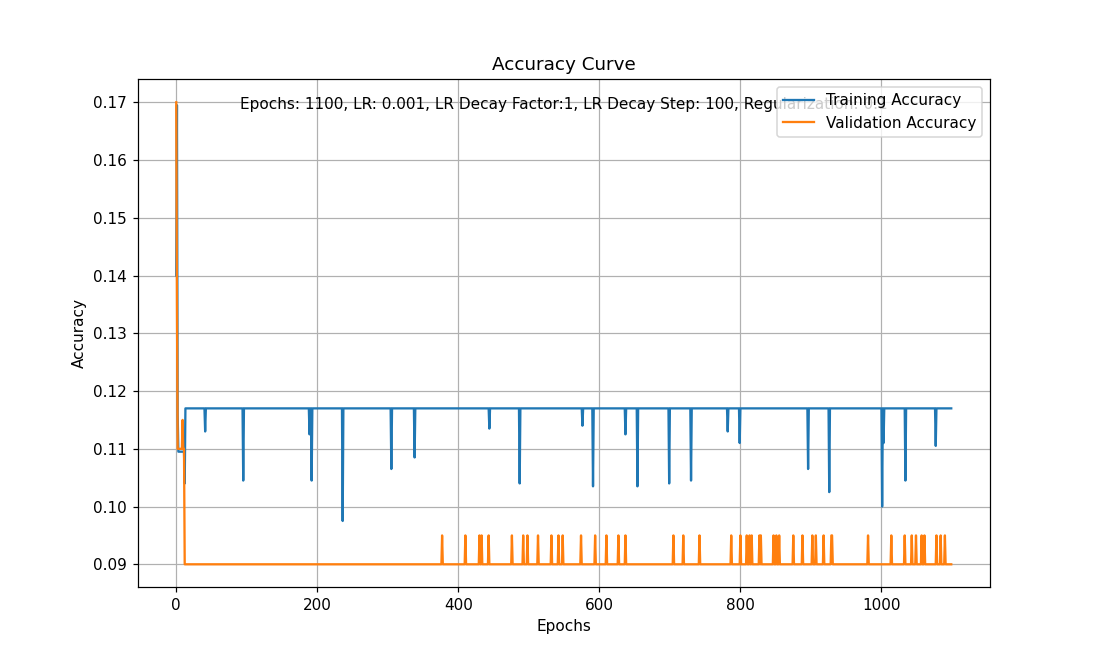 Accuracy Curve
Epochs: 1100, LR: 0.001, LR Decay Factor:1, LR Decay Step: 100, Regularization:
Training Accuracy
Validation Accuracy
Accuracy
0.17
0.16
0.15
0.14
0.13
0.12
0.11
0.10
0.09
0 200 400 600 800 1000
Epochs